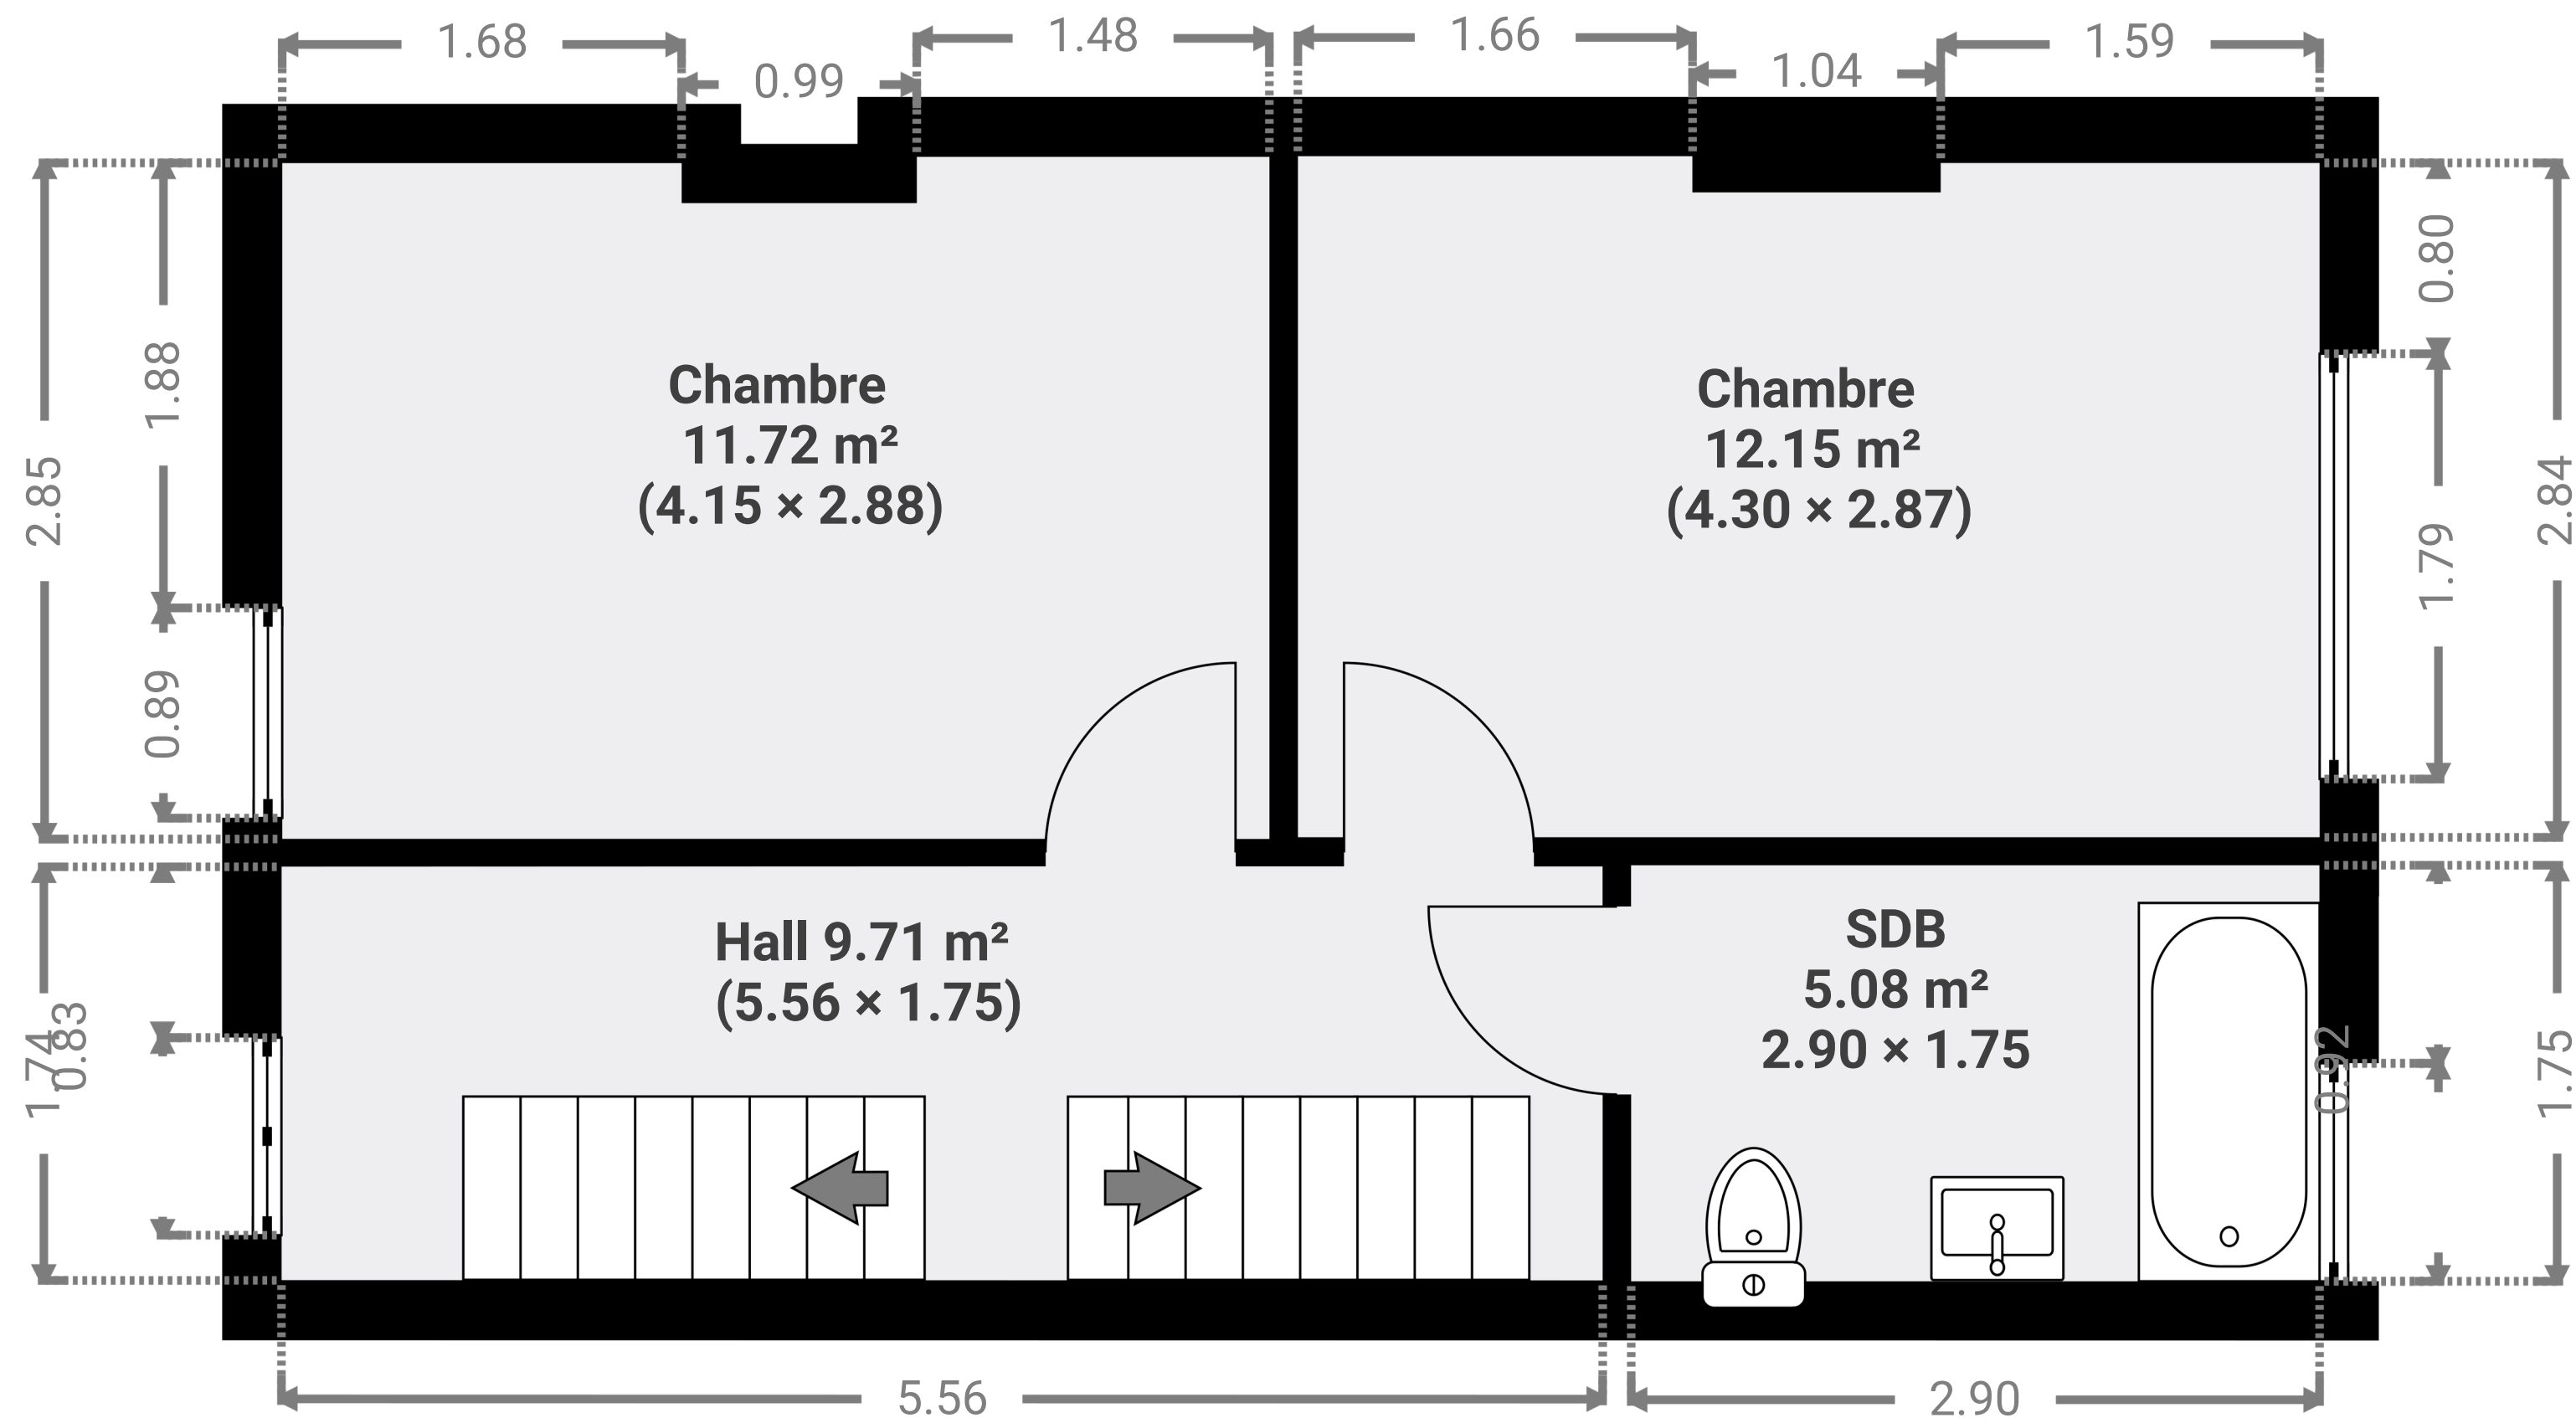 1.68
1.48
1.66
1.59
0.99
1.04
2.85
1.88
0.89
0.80
1.79
2.84
Chambre
11.72 m²
(4.15 × 2.88)
Chambre
12.15 m²
(4.30 × 2.87)
Hall 9.71 m²
(5.56 × 1.75)
SDB
5.08 m²
2.90 × 1.75
1.74
0.83
0.92
1.75
5.56
2.90